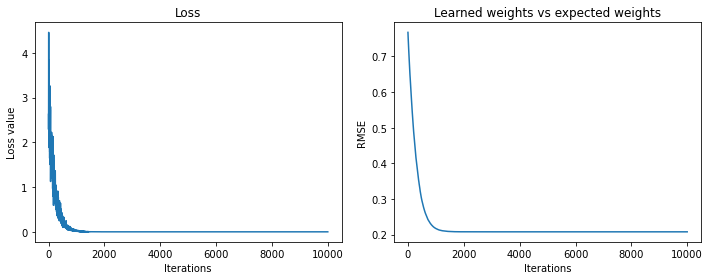 Loss
Loss value
4
3
2
1
0
0 2000 4000 6000 8000 10000
Iterations
Learned weights vs expected weights
RMSE
0.7
0.6
0.5
0.4
0.3
0.2
0 2000 4000 6000 8000 10000
Iterations